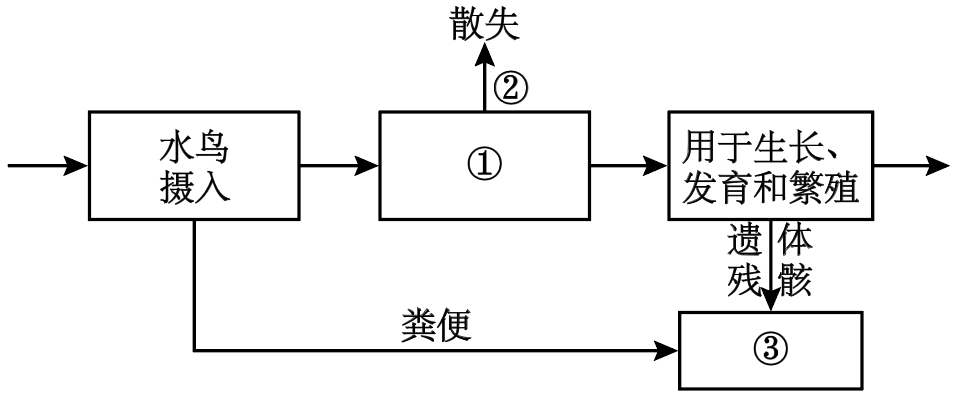 散失
②
水鸟
摄入
①
用于生长、
发育和繁殖
遗体
残骸
粪便
③